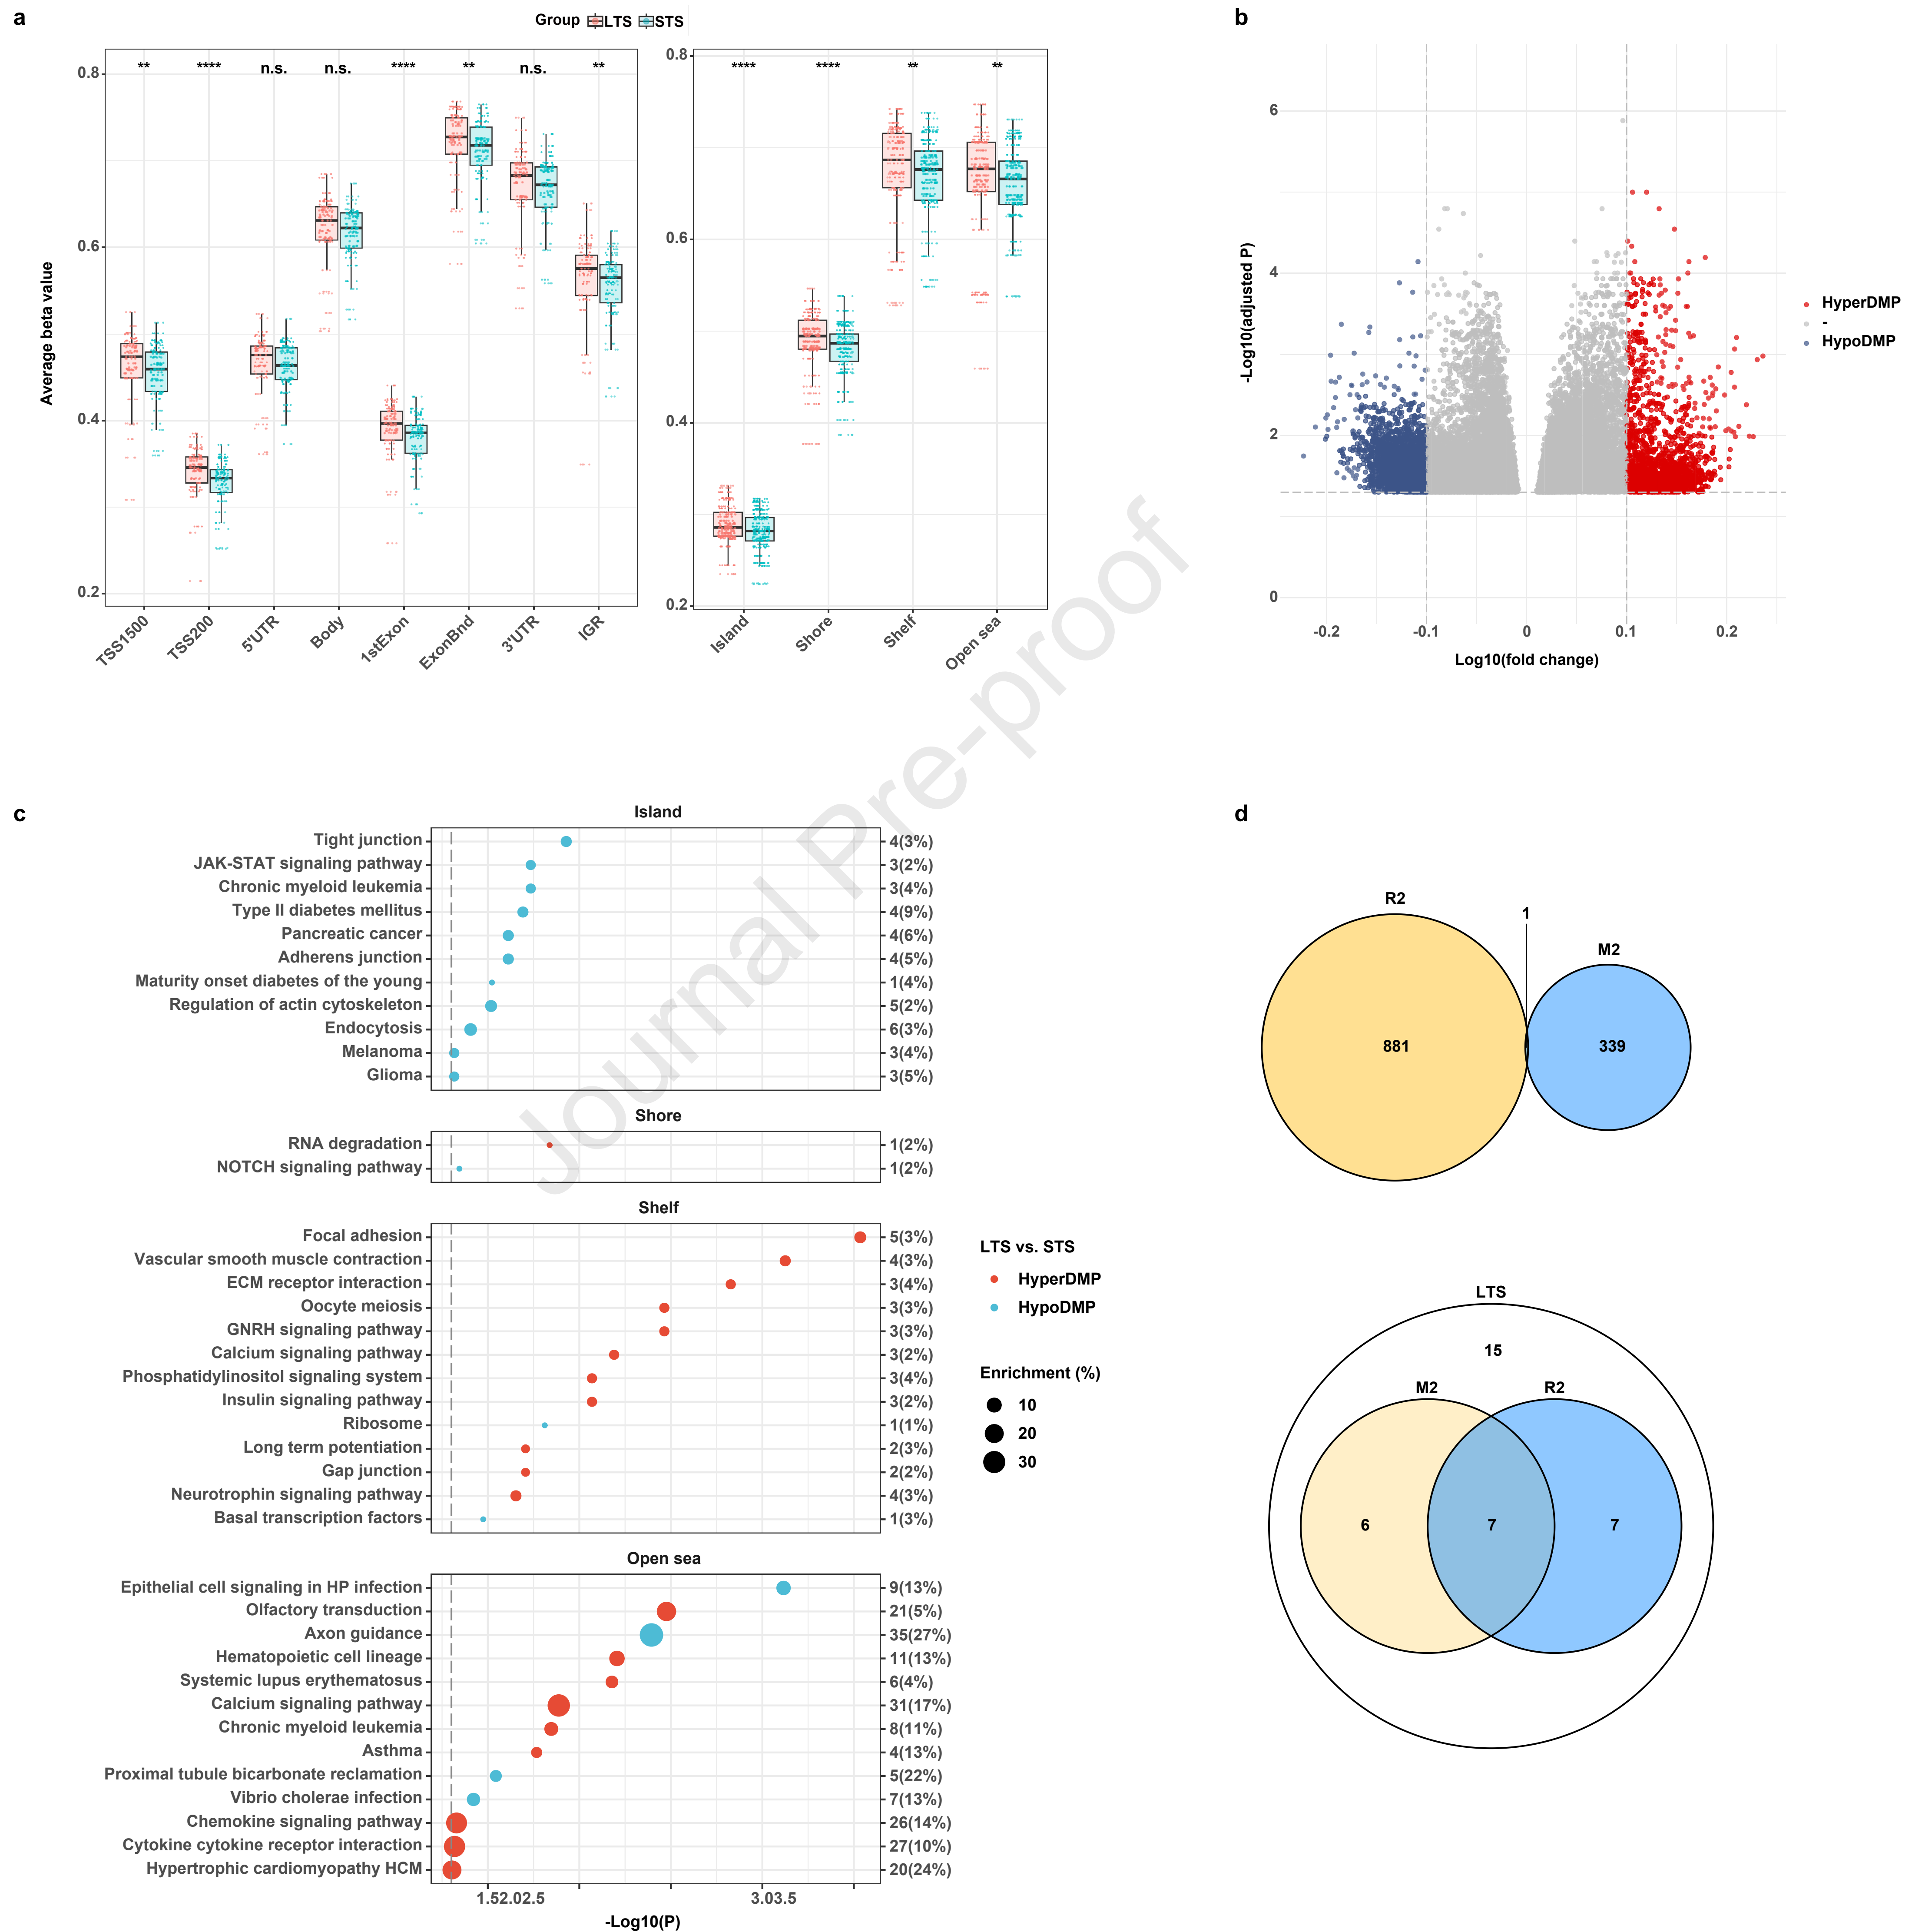 a
Group LTS STS
0.8
0.6
0.4
0.2
Average beta value
** **** n.s. n.s. **** ** n.s. **
TSS1500 TSS200 5'UTR Body 1stExon ExonBnd 3'UTR IGR
0.8
0.6
0.4
0.2
**** **** ** **
Island Shore Shelf Open sea
b
6
4
2
0
-Log10(adjusted P)
-0.2 -0.1 0 0.1 0.2
Log10(fold change)
HyperDMP
-
HypoDMP
c
Island
Tight junction 4(3%)
JAK-STAT signaling pathway 3(2%)
Chronic myeloid leukemia 3(4%)
Type II diabetes mellitus 4(9%)
Pancreatic cancer 4(6%)
Adherens junction 4(5%)
Maturity onset diabetes of the young 1(4%)
Regulation of actin cytoskeleton 5(2%)
Endocytosis 6(3%)
Melanoma 3(4%)
Glioma 3(5%)
Shore
RNA degradation 1(2%)
NOTCH signaling pathway 1(2%)
Shelf
Focal adhesion 5(3%)
Vascular smooth muscle contraction 4(3%)
ECM receptor interaction 3(4%)
Oocyte meiosis 3(3%)
GNRH signaling pathway 3(3%)
Calcium signaling pathway 3(2%)
Phosphatidylinositol signaling system 3(4%)
Insulin signaling pathway 3(2%)
Ribosome 1(1%)
Long term potentiation 2(3%)
Gap junction 2(2%)
Neurotrophin signaling pathway 4(3%)
Basal transcription factors 1(3%)
Open sea
Epithelial cell signaling in HP infection 9(13%)
Olfactory transduction 21(5%)
Axon guidance 35(27%)
Hematopoietic cell lineage 11(13%)
Systemic lupus erythematosus 6(4%)
Calcium signaling pathway 31(17%)
Chronic myeloid leukemia 8(11%)
Asthma 4(13%)
Proximal tubule bicarbonate reclamation 5(22%)
Vibrio cholerae infection 7(13%)
Chemokine signaling pathway 26(14%)
Cytokine cytokine receptor interaction 27(10%)
Hypertrophic cardiomyopathy HCM 20(24%)
1.52.02.5 3.03.5
-Log10(P)
LTS vs. STS
HyperDMP
HypoDMP
Enrichment (%)
10
20
30
d
R2
1
M2
881
339
LTS
15
M2 R2
6 7 7
Journal Pre-proof